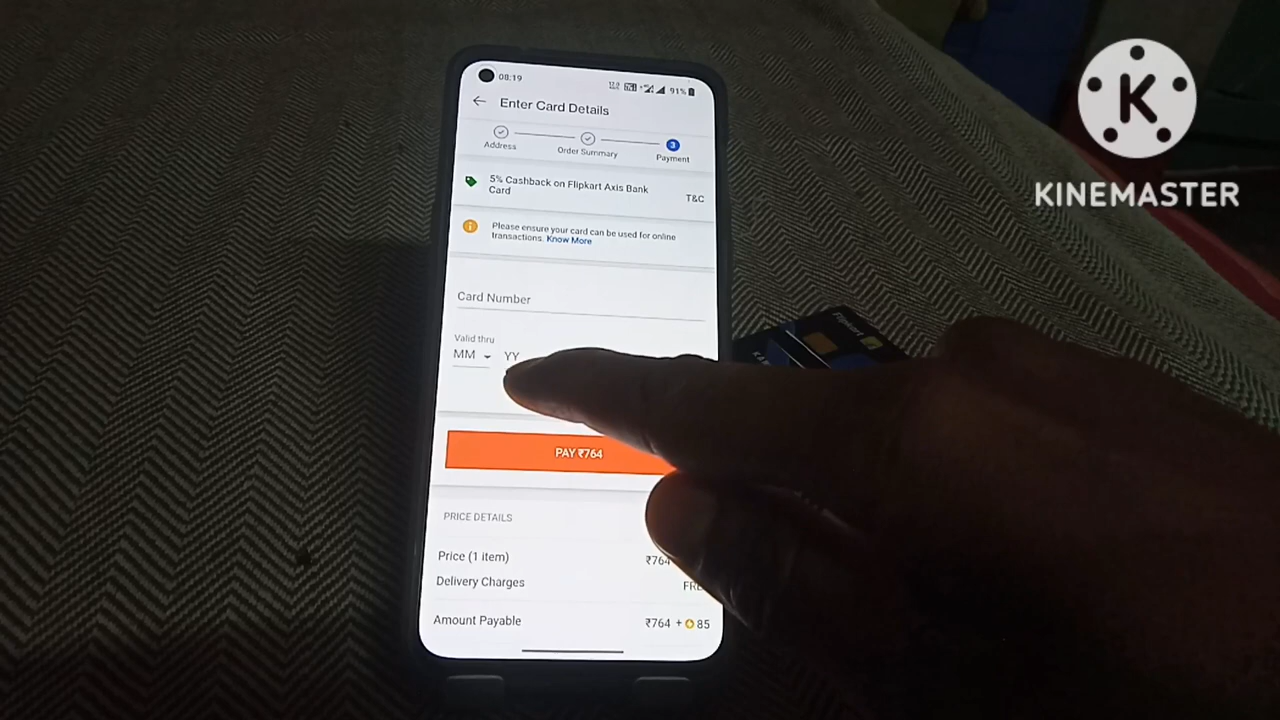 08:19
91%
Enter Card Details
3
Address
Order Summary
Payment
5% Cashback on Flipkart Axis Bank
Card
T&C
Please ensure your card can be used for online
transactions. Know More
Card Number
Valid thru
MM
YY
PAY ₹764
PRICE DETAILS
Price (1 item)
₹764
Delivery Charges
FRE
Amount Payable
₹764 + 85
Flipkart
K
KINEMASTER